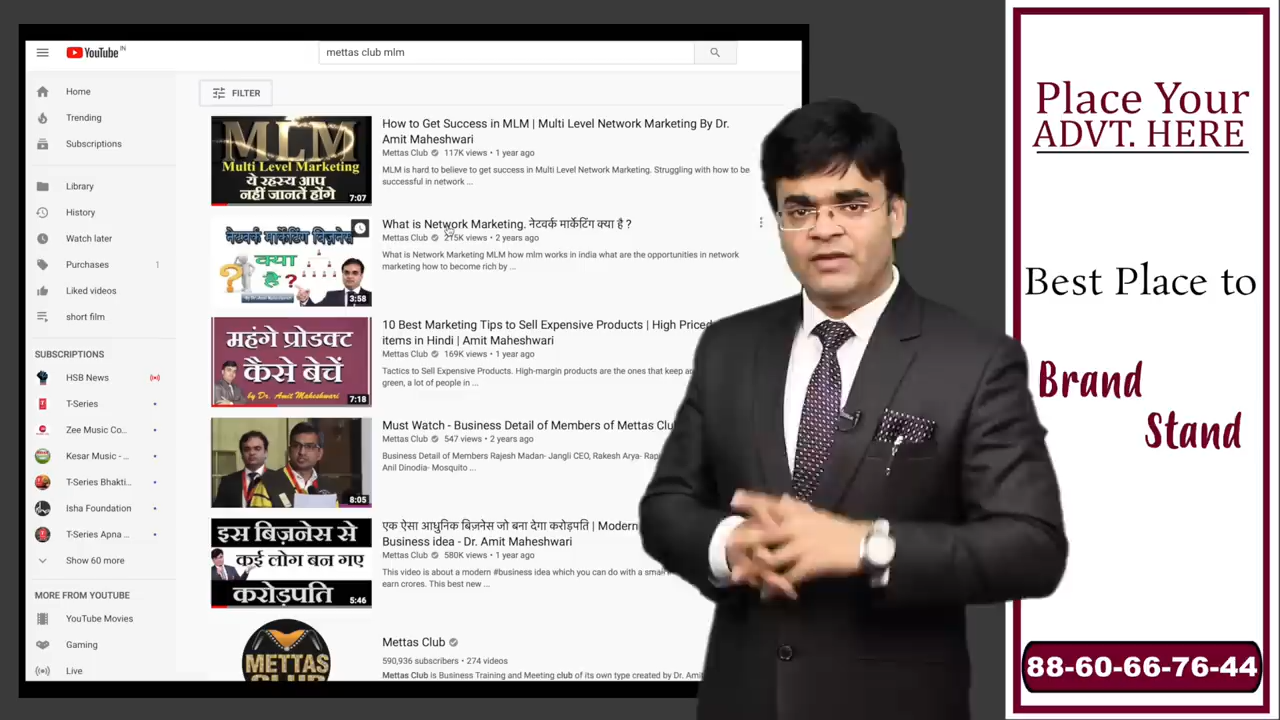 YouTube IN
mettas club mlm
Home
Trending
Subscriptions
Library
History
Watch later
Purchases 1
Liked videos
short film
SUBSCRIPTIONS
HSB News
T-Series
Zee Music Co...
Kesar Music - ...
T-Series Bhakti...
Isha Foundation
T-Series Apna ...
Show 60 more
MORE FROM YOUTUBE
YouTube Movies
Gaming
Live
FILTER
MLM
Multi Level Marketing
ये रहस्य आप
नहीं जानतें होंगे
7:07
How to Get Success in MLM | Multi Level Network Marketing By Dr.
Amit Maheshwari
Mettas Club 117K views • 1 year ago
MLM is hard to believe to get success in Multi Level Network Marketing. Struggling with how to be
successful in network ...
नेटवर्क मार्केटिंग बिज़नेस
क्या
है
?
?
3:58
What is Network Marketing. नेटवर्क मार्केटिंग क्या है ?
Mettas Club 215K views • 2 years ago
What is Network Marketing MLM how mlm works in india what are the opportunities in network
marketing how to become rich by ...
महंगे प्रोडक्ट
कैसे बेचें
by Dr. Amit Maheshwari
7:18
10 Best Marketing Tips to Sell Expensive Products | High Priced
items in Hindi | Amit Maheshwari
Mettas Club 169K views • 1 year ago
Tactics to Sell Expensive Products. High-margin products are the ones that keep
green, a lot of people in ...
8:05
Must Watch - Business Detail of Members of Mettas
Mettas Club 547 views • 2 years ago
Business Detail of Members Rajesh Madan- Jangli CEO, Rakesh Arya-
Anil Dinodia- Mosquito ...
इस बिज़नेस से
कई लोग बन गए
करोड़पति
5:46
एक ऐसा आधुनिक बिज़नेस जो बना देगा करोड़पति | Modern
Business idea - Dr. Amit Maheshwari
Mettas Club 580K views • 1 year ago
This video is about a modern #business idea which you can do with a
earn crores. This best new ...
METTAS
Mettas Club
590,936 subscribers • 274 videos
Mettas Club is Business Training and Meeting club of its own type created by Dr.
Place Your
ADVT. HERE
Best Place to
Brand
Stand
88-60-66-76-44